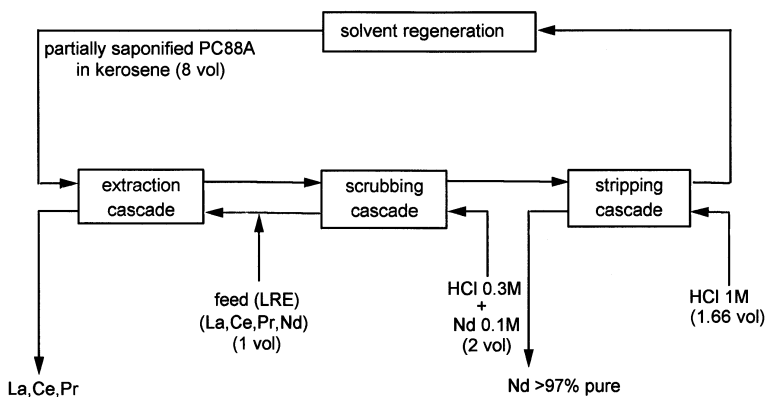 solvent regeneration
partially saponified PC88A
in kerosene (8 vol)
extraction
cascade
scrubbing
cascade
stripping
cascade
feed (LRE)
(La,Ce,Pr,Nd)
(1 vol)
HCl 0.3M
+
Nd 0.1M
(2 vol)
HCl 1M
(1.66 vol)
La,Ce,Pr
Nd >97% pure